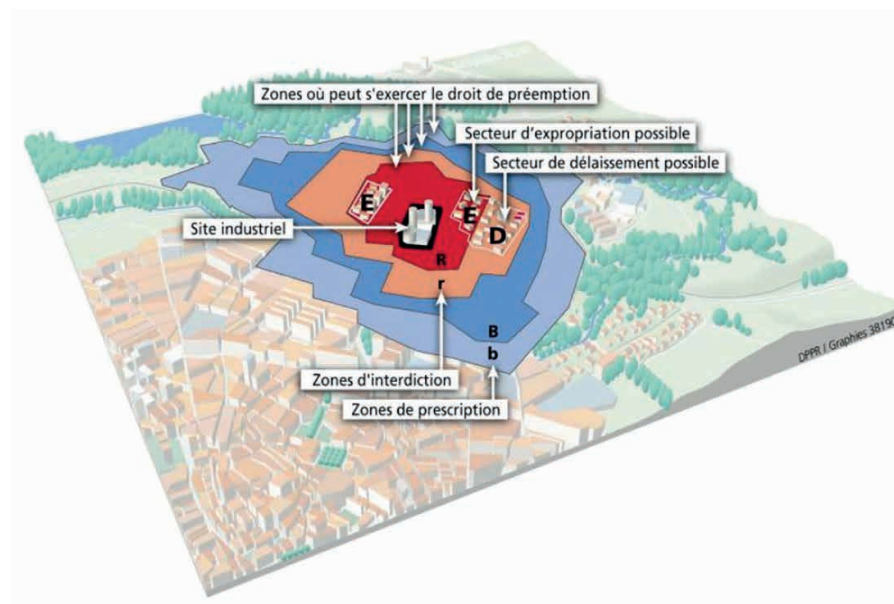 Zones où peut s'exercer le droit de préemption
Secteur d'expropriation possible
Secteur de délaissement possible
E
E
D
Site industriel
R
r
B
b
Zones d'interdiction
Zones de prescription
DPPR / Graphies 38190